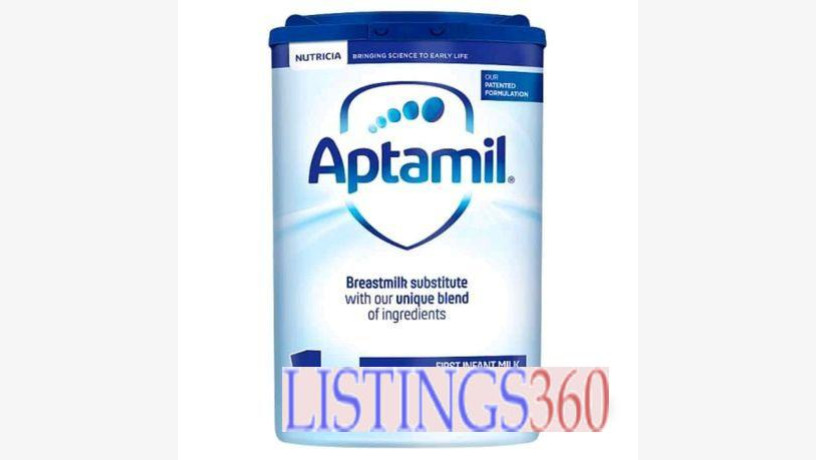 NUTRICIA BRINGING SCIENCE TO EARLY LIFE
OUR
PATENTED
FORMULATION
Aptamil®
Breastmilk substitute
with our unique blend
of ingredients
1
FIRST INFANT MILK
LISTINGS360